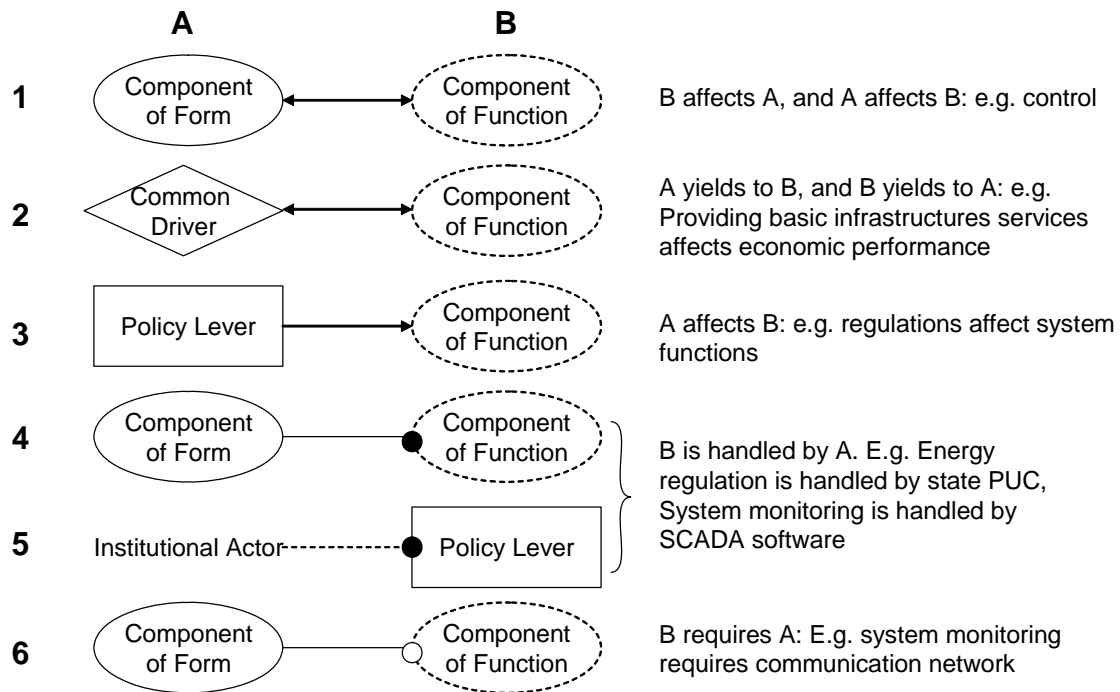 A
B
1
Component
of Form
Component
of Function
B affects A, and A affects B: e.g. control
2
Common
Driver
Component
of Function
A yields to B, and B yields to A: e.g.
Providing basic infrastructures services
affects economic performance
3
Policy Lever
Component
of Function
A affects B: e.g. regulations affect system
functions
4
Component
of Form
Component
of Function
B is handled by A. E.g. Energy
regulation is handled by state PUC,
System monitoring is handled by
SCADA software
5
Institutional Actor
Policy Lever
6
Component
of Form
Component
of Function
B requires A: E.g. system monitoring
requires communication network